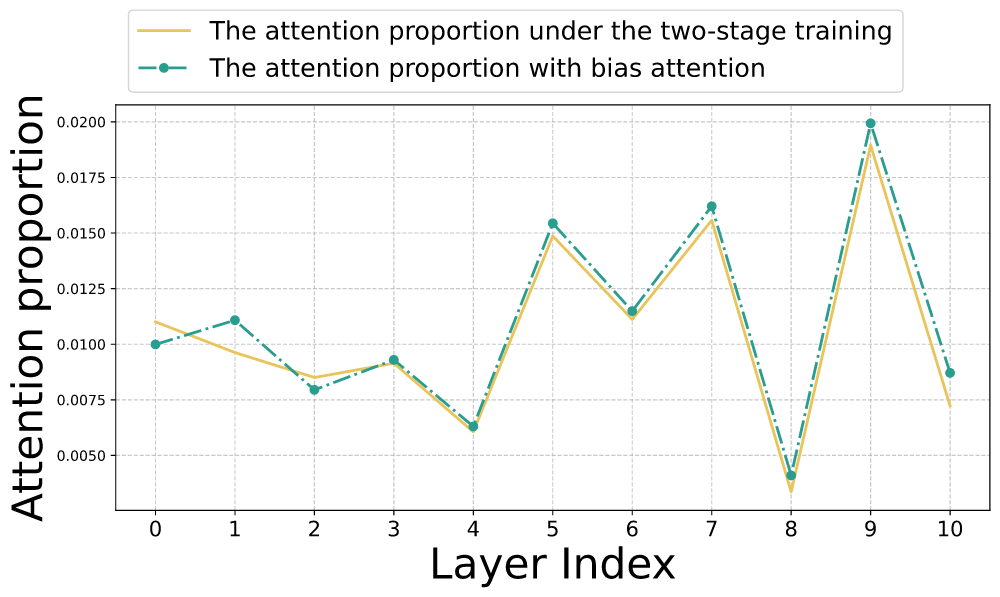 The attention proportion under the two-stage training
The attention proportion with bias attention
Attention proportion
0.0200
0.0175
0.0150
0.0125
0.0100
0.0075
0.0050
0 1 2 3 4 5 6 7 8 9 10
Layer Index